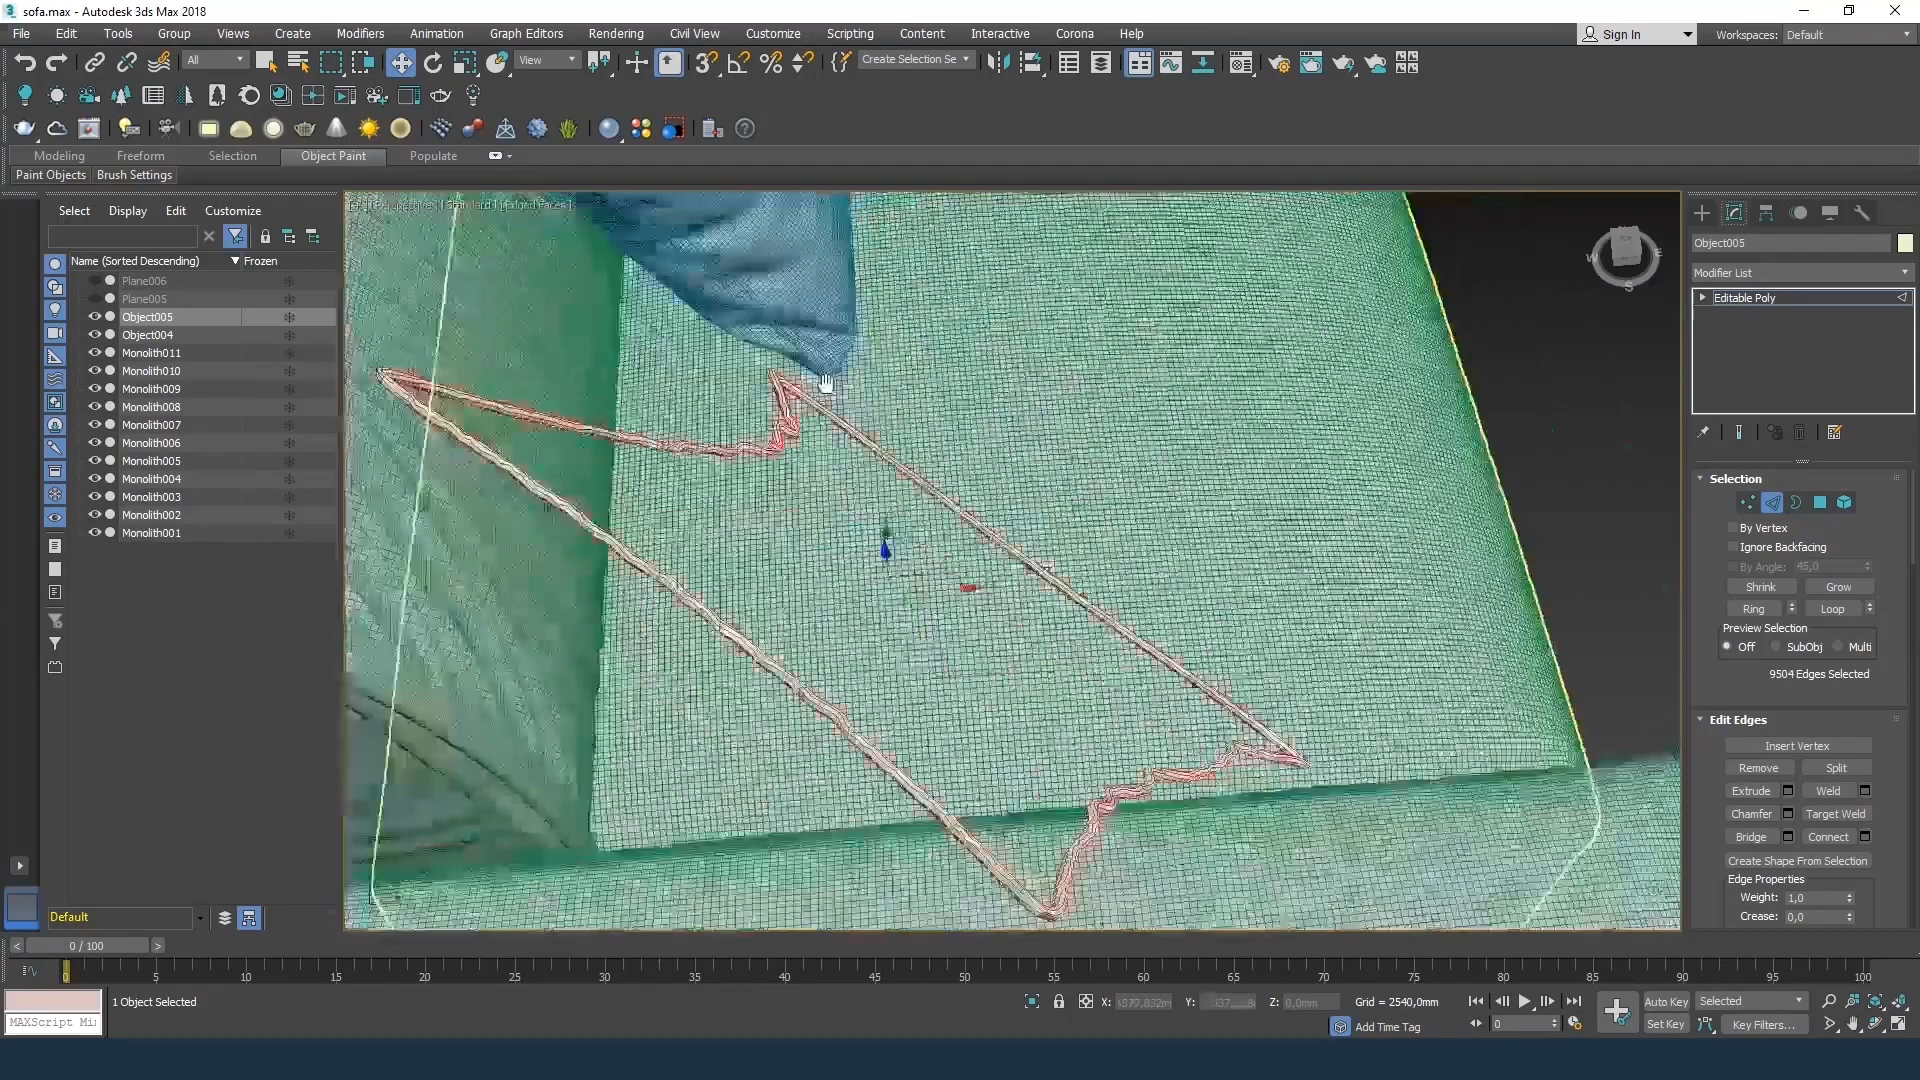 sofa.max - Autodesk 3ds Max 2018
File Edit Tools Group Views Create Modifiers Animation Graph Editors Rendering Civil View Customize Scripting Content Interactive Corona Help
Sign In Workspaces: Default
All View Create Selection Se
Modeling Freeform Selection Object Paint Populate
Paint Objects Brush Settings
Select Display Edit Customize
Name (Sorted Descending) Frozen
Plane006
Plane005
Object005
Object004
Monolith011
Monolith010
Monolith009
Monolith008
Monolith007
Monolith006
Monolith005
Monolith004
Monolith003
Monolith002
Monolith001
Default
[+] [Perspective] [Standard] [Edged Faces]
W E S
Object005
Modifier List
Editable Poly
Selection
By Vertex
Ignore Backfacing
By Angle: 45,0
Shrink Grow
Ring Loop
Preview Selection
Off SubObj Multi
9504 Edges Selected
Edit Edges
Insert Vertex
Remove Split
Extrude Weld
Chamfer Target Weld
Bridge Connect
Create Shape From Selection
Edge Properties
Weight: 1,0
Crease: 0,0
< 0 / 100 >
0 5 10 15 20 25 30 35 40 45 50 55 60 65 70 75 80 85 90 95 100
1 Object Selected
X: Y: Z: 0,0mm Grid = 2540,0mm
Auto Key Selected
MAXScript Mi
Add Time Tag
0
Set Key Key Filters...